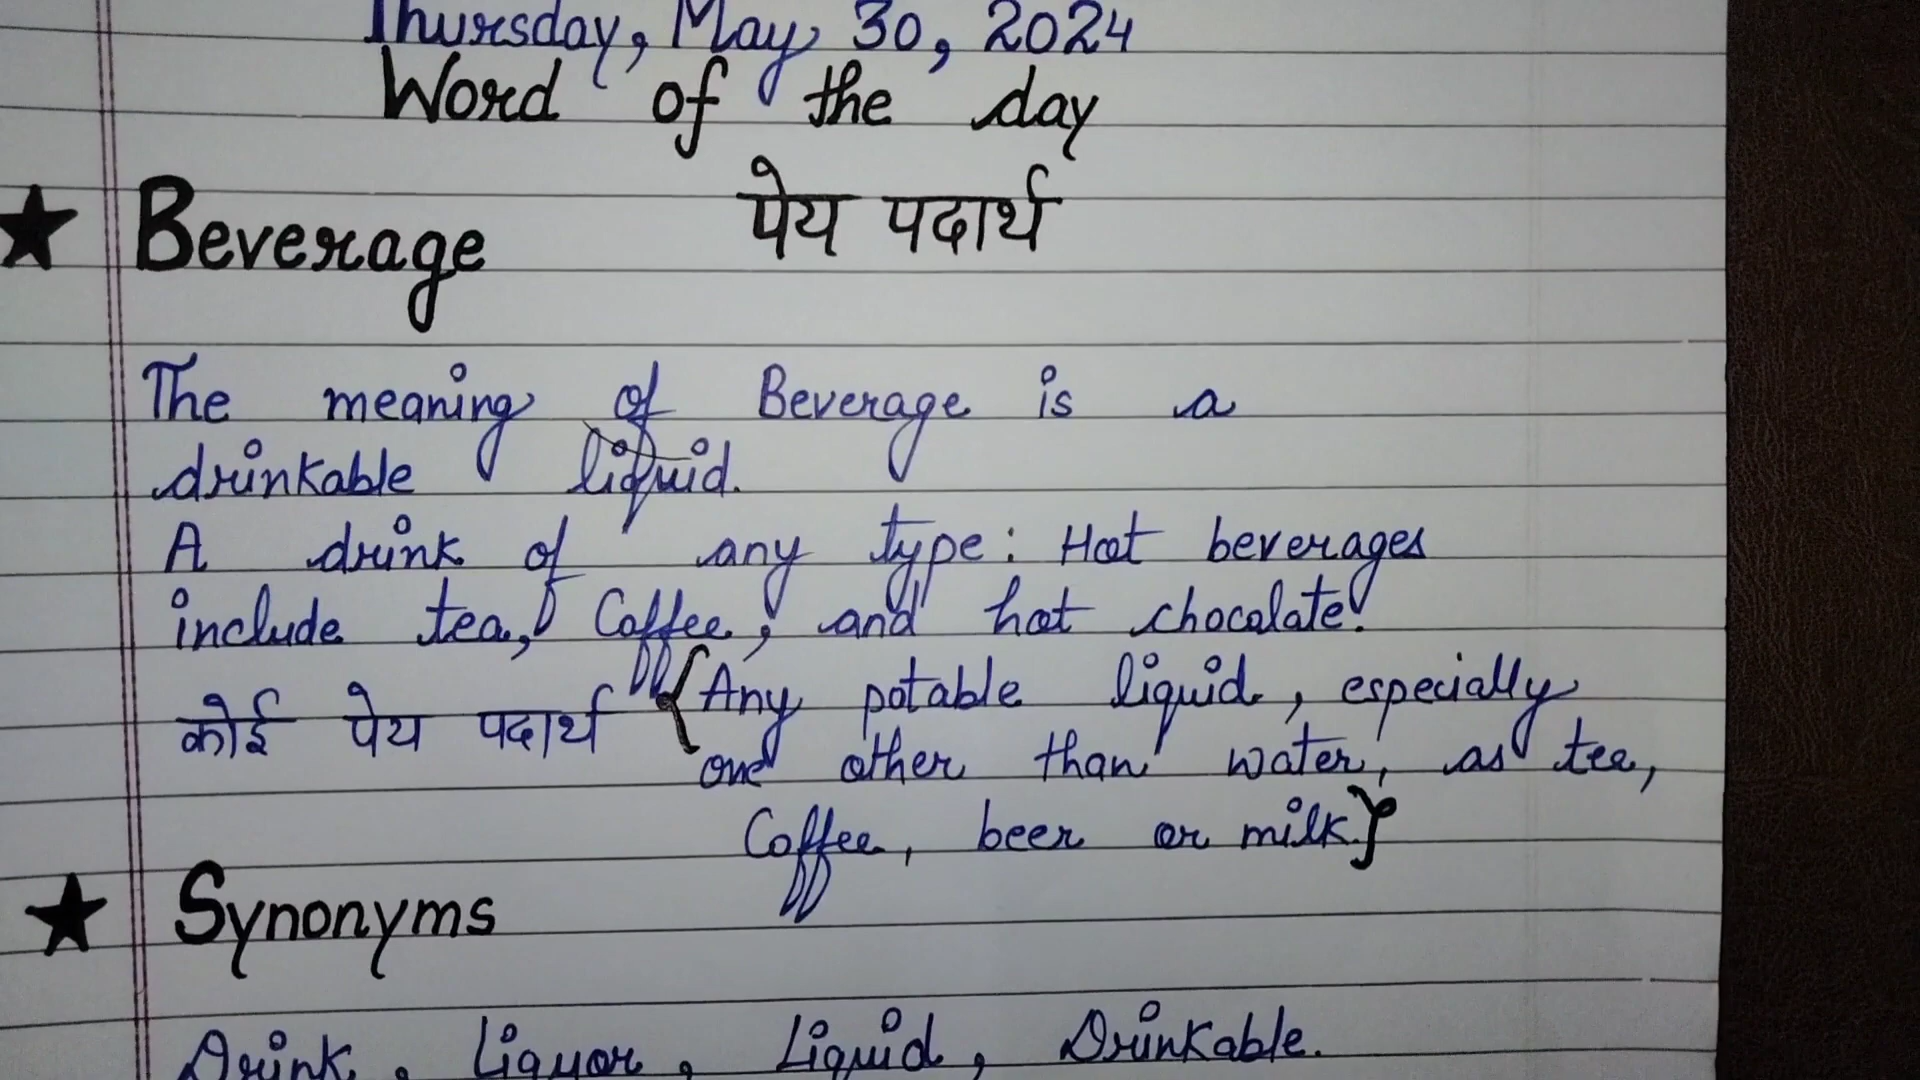 Thursday, May 30, 2024
Word of the day
★ Beverage पेय पदार्थ
The meaning of Beverage is a
drinkable liquid.
A drink of any type: Hot beverages
include tea, Coffee, and hot chocolate.
कोई पेय पदार्थ {Any potable liquid, especially
one other than water, as tee,
Coffee, beer or milk.}
★ Synonyms
Drink, Liquor, Liquid, Drinkable.